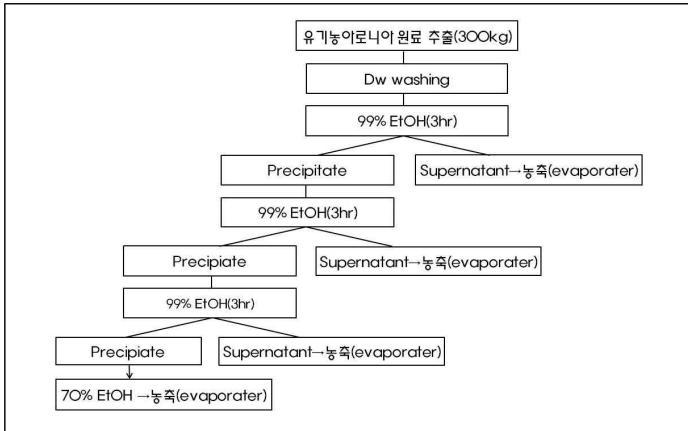 유기농아로니아 원료 추출(300kg)
Dw washing
99% EtOH(3hr)
Precipitate
Supernatant→농축(evaporater)
99% EtOH(3hr)
Precipiate
Supernatant→농축(evaporater)
99% EtOH(3hr)
Precipiate
Supernatant→농축(evaporater)
70% EtOH →농축(evaporater)